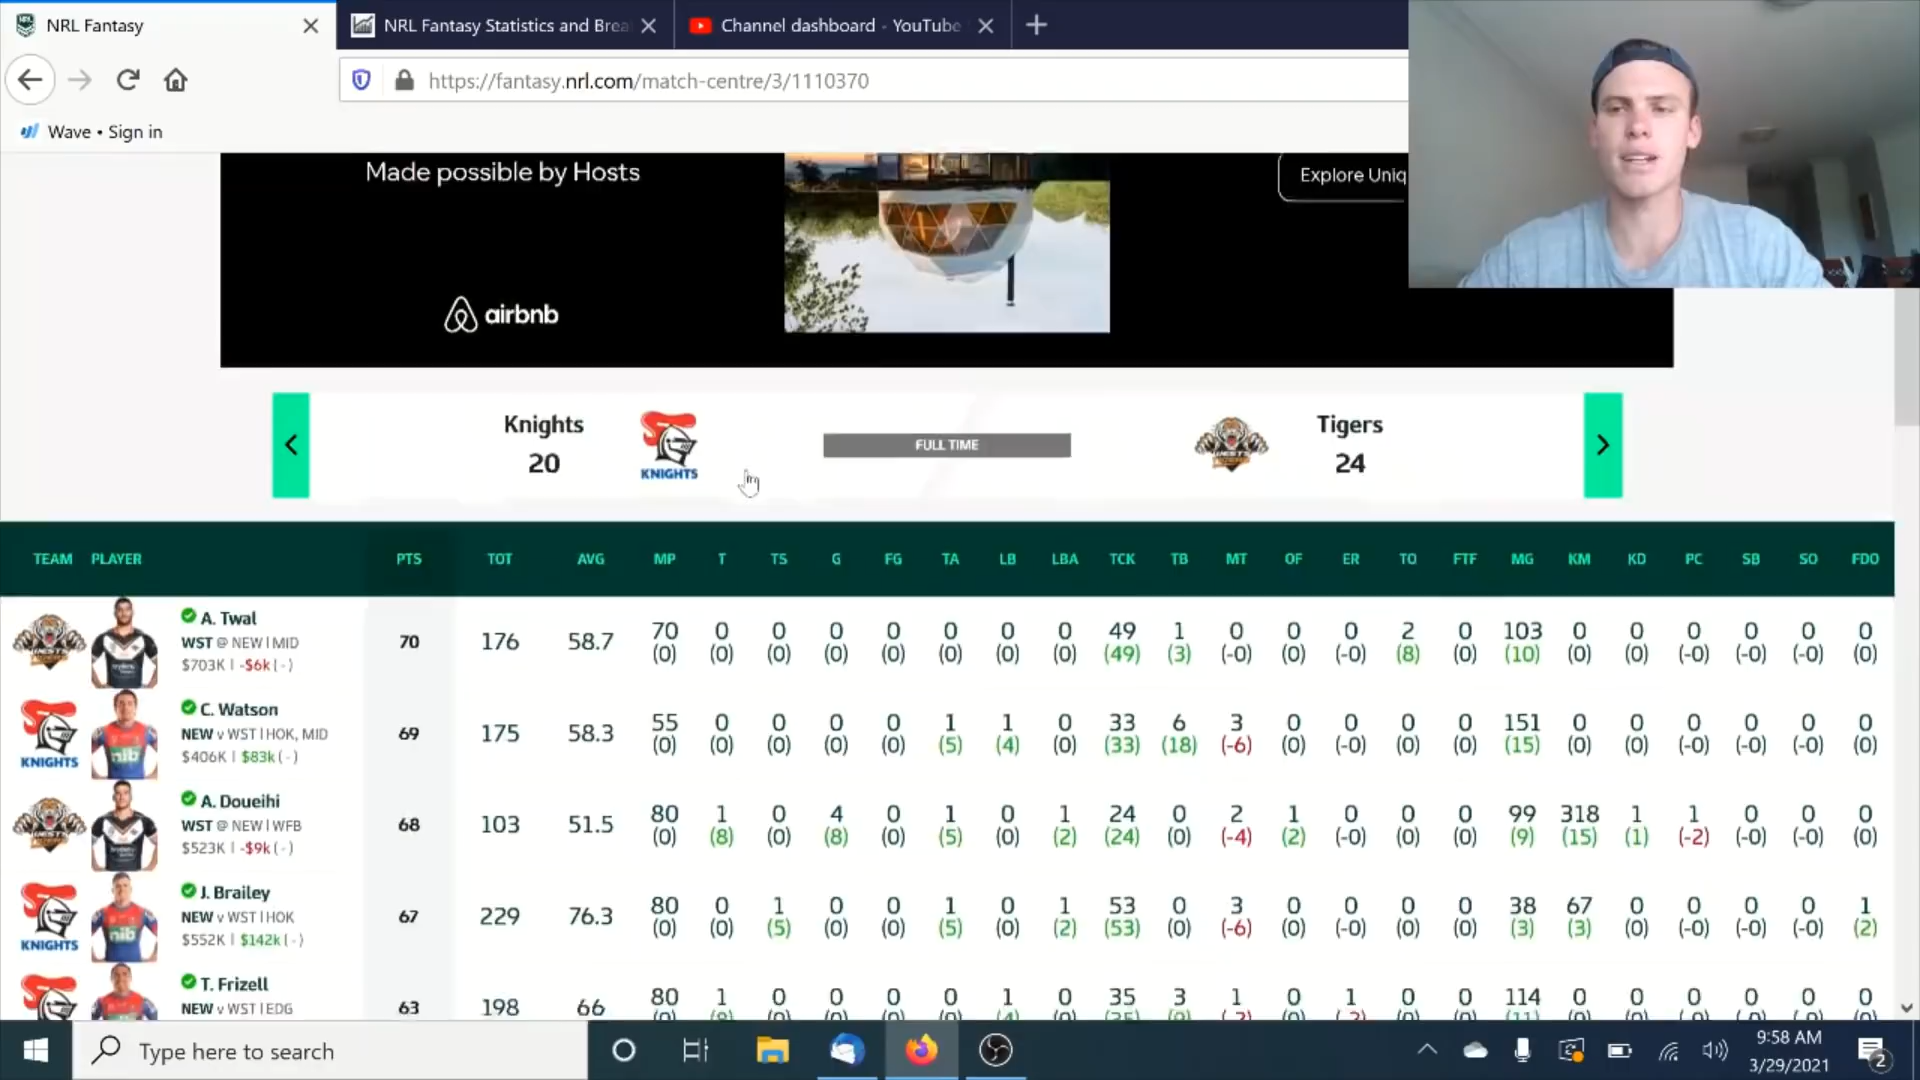 NRL Fantasy
NRL Fantasy Statistics and Brea
Channel dashboard - YouTube
https://fantasy.nrl.com/match-centre/3/1110370
Wave • Sign in
Made possible by Hosts
airbnb
Explore Uniq
Knights
20
KNIGHTS
FULL TIME
Tigers
24
TEAM PLAYER PTS TOT AVG MP T TS G FG TA LB LBA TCK TB MT OF ER TO FTF MG KM KD PC SB SO FDO
A. Twal
WST @ NEW | MID
$703K | -$6k ( - )
70 176 58.7
70 0 0 0 0 0 0 0 49 1 0 0 0 2 0 103 0 0 0 0 0 0
(0) (0) (0) (0) (0) (0) (0) (0) (49) (3) (-0) (0) (-0) (8) (0) (10) (0) (0) (-0) (-0) (-0) (0)
KNIGHTS
C. Watson
NEW v WST | HOK, MID
$406K | $83k ( - )
nib
69 175 58.3
55 0 0 0 0 1 1 0 33 6 3 0 0 0 0 151 0 0 0 0 0 0
(0) (0) (0) (0) (0) (5) (4) (0) (33) (18) (-6) (0) (-0) (0) (0) (15) (0) (0) (-0) (-0) (-0) (0)
A. Doueihi
WST @ NEW | WFB
$523K | -$9k ( - )
68 103 51.5
80 1 0 4 0 1 0 1 24 0 2 1 0 0 0 99 318 1 1 0 0 0
(0) (8) (0) (8) (0) (5) (0) (2) (24) (0) (-4) (2) (-0) (0) (0) (9) (15) (1) (-2) (-0) (-0) (0)
KNIGHTS
J. Brailey
NEW v WST | HOK
$552K | $142k ( - )
nib
67 229 76.3
80 0 1 0 0 1 0 1 53 0 3 0 0 0 0 38 67 0 0 0 0 1
(0) (0) (5) (0) (0) (5) (0) (2) (53) (0) (-6) (0) (-0) (0) (0) (3) (3) (0) (-0) (-0) (-0) (2)
T. Frizell
NEW v WST | EDG
63 198 66
80 1 0 0 0 0 1 0 35 3 1 0 1 0 0 114 0 0 0 0 0 0
Type here to search
9:58 AM
3/29/2021
2